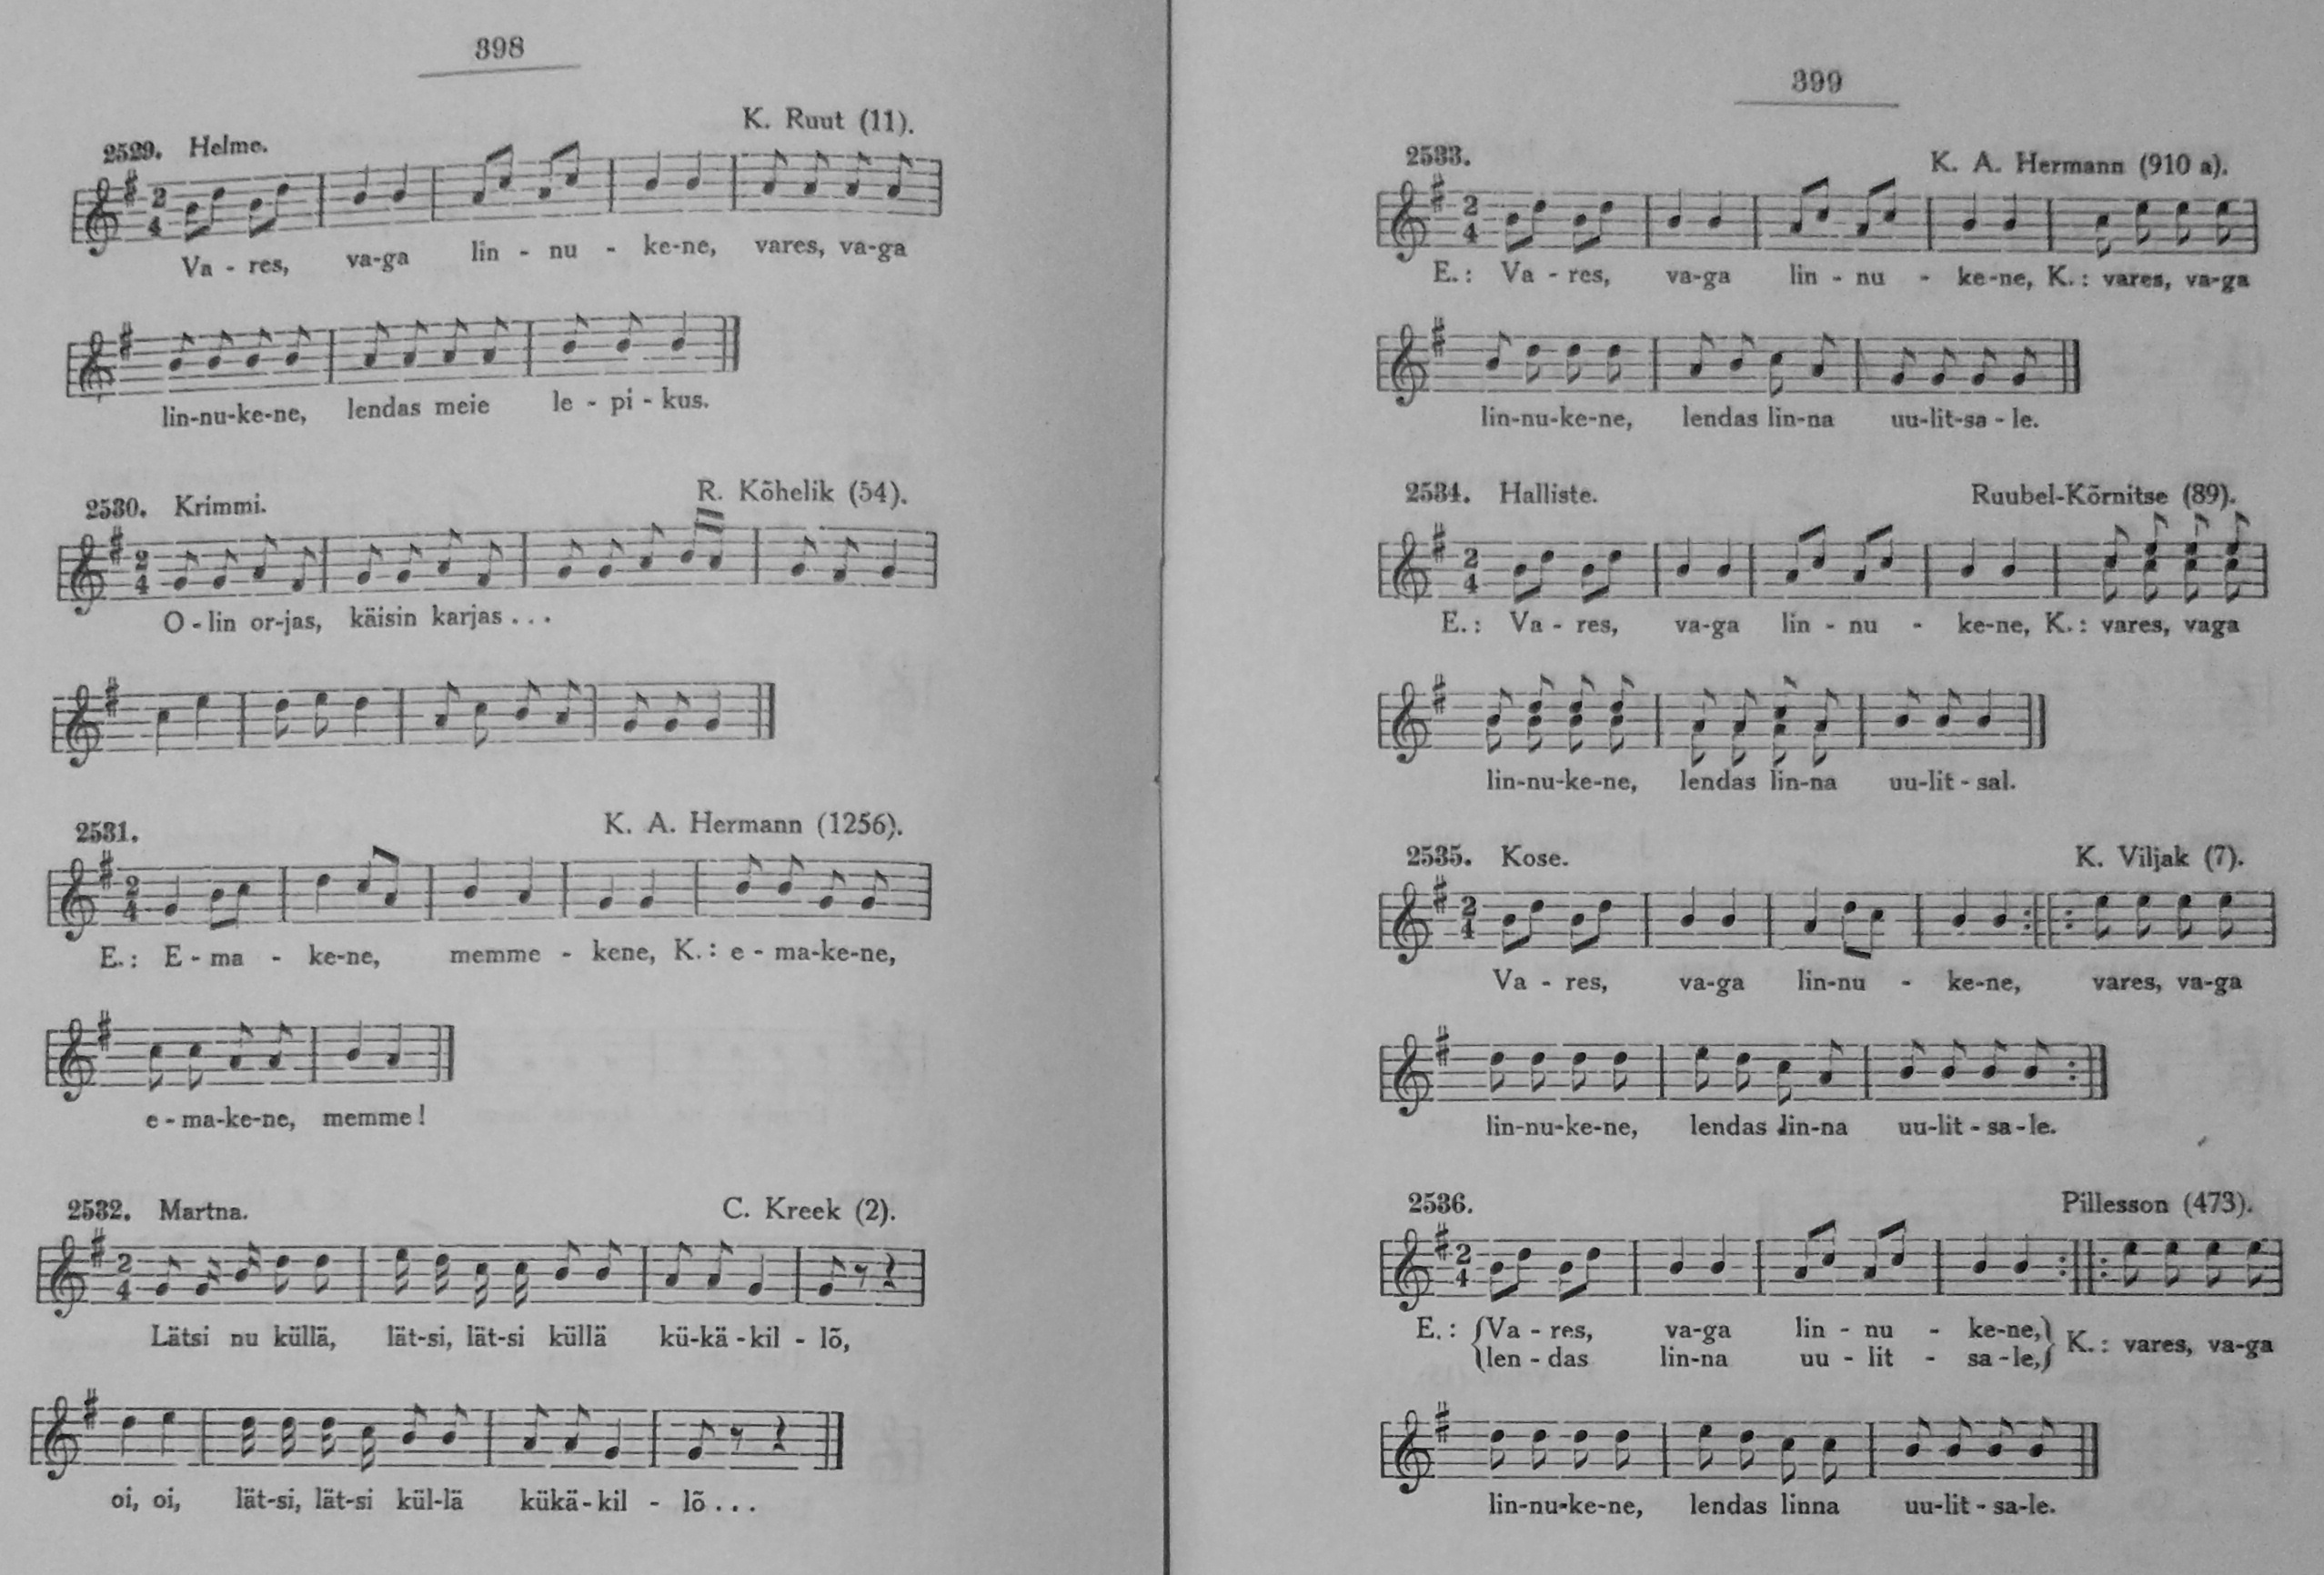 398
2529. Helme. K. Ruut (11).
2 4
Va - res, va-ga lin - nu - ke-ne, vares, va-ga
lin-nu-ke-ne, lendas meie le - pi - kus.
2530. Krimmi. R. Kõhelik (54).
2 4
O - lin or-jas, käisin karjas . . .
2531. K. A. Hermann (1256).
2 4
E.: E - ma - ke-ne, memme - kene, K.: e - ma-ke-ne,
e - ma-ke-ne, memme!
2532. Martna. C. Kreek (2).
2 4
Lätsi nu küllä, lät-si, lät-si küllä kü-kä-kil - lõ,
oi, oi, lät-si, lät-si kül-lä kükä-kil - lõ . . .
399
2533. K. A. Hermann (910 a).
2 4
E.: Va - res, va-ga lin - nu - ke-ne, K.: vares, va-ga
lin-nu-ke-ne, lendas lin-na uu-lit-sa - le.
2534. Halliste. Ruubel-Kõrnitse (89).
2 4
E.: Va - res, va-ga lin - nu - ke-ne, K.: vares, vaga
lin-nu-ke-ne, lendas lin-na uu-lit - sal.
2535. Kose. K. Viljak (7).
2 4
Va - res, va-ga lin-nu - ke-ne, vares, va-ga
lin-nu-ke-ne, lendas lin-na uu-lit - sa-le.
2536. Pillesson (473).
2 4
E.: {Va - res, va-ga lin - nu - ke-ne,} K.: vares, va-ga
{len - das lin-na uu - lit - sa-le,}
lin-nu-ke-ne, lendas linna uu-lit - sa-le.